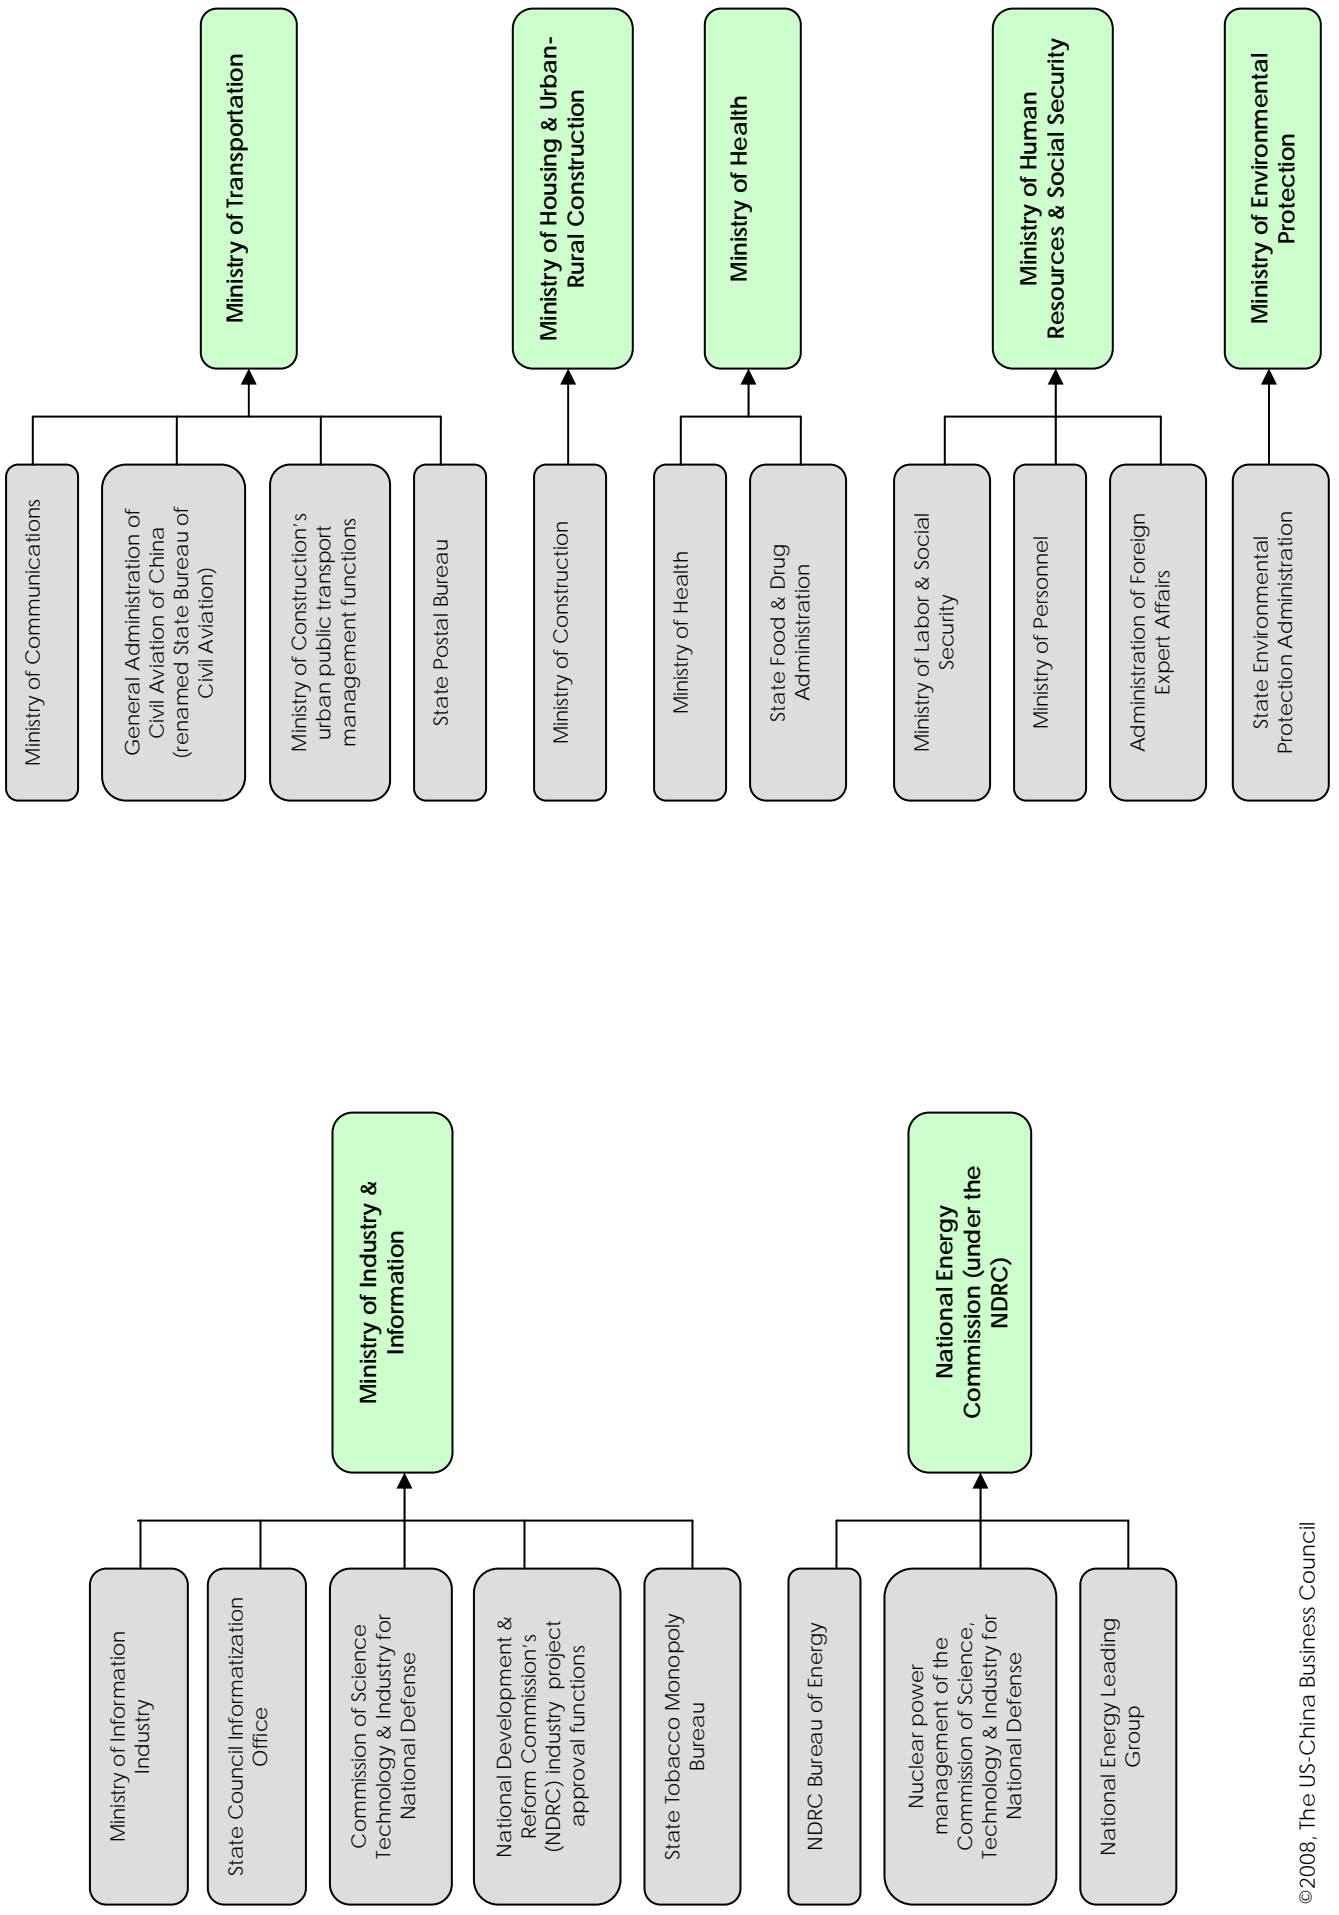 Ministry of Information
Industry
State Council Informatization
Office
Commission of Science
Technology & Industry for
National Defense
National Development &
Reform Commission's
(NDRC) industry project
approval functions
State Tobacco Monopoly
Bureau
Ministry of Industry &
Information
NDRC Bureau of Energy
Nuclear power
management of the
Commission of Science,
Technology & Industry for
National Defense
National Energy Leading
Group
National Energy
Commission (under the
NDRC)
Ministry of Communications
General Administration of
Civil Aviation of China
(renamed State Bureau of
Civil Aviation)
Ministry of Construction's
urban public transport
management functions
State Postal Bureau
Ministry of Transportation
Ministry of Construction
Ministry of Housing & Urban-
Rural Construction
Ministry of Health
State Food & Drug
Administration
Ministry of Health
Ministry of Labor & Social
Security
Ministry of Personnel
Administration of Foreign
Expert Affairs
Ministry of Human
Resources & Social Security
State Environmental
Protection Administration
Ministry of Environmental
Protection
©2008, The US-China Business Council